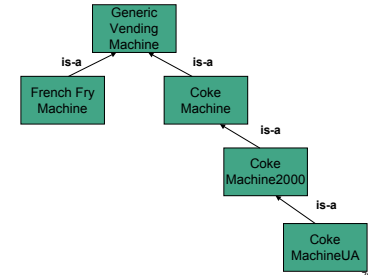 Generic
Vending
Machine
is-a
is-a
French Fry
Machine
Coke
Machine
is-a
Coke
Machine2000
is-a
Coke
MachineUA